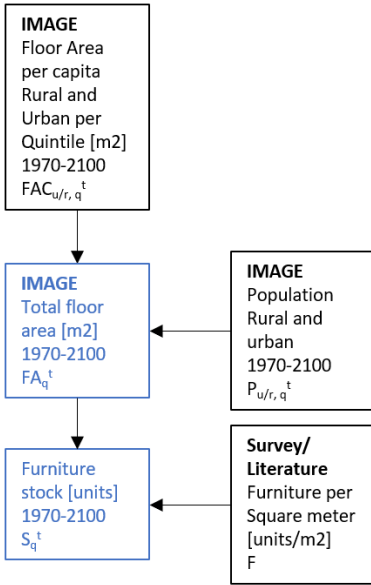 IMAGE
Floor Area
per capita
Rural and
Urban per
Quintile [m2]
1970-2100
FACu/r, qt
IMAGE
Total floor
area [m2]
1970-2100
FAqt
IMAGE
Population
Rural and
urban
1970-2100
Pu/r, qt
Furniture
stock [units]
1970-2100
Sqt
Survey/
Literature
Furniture per
Square meter
[units/m2]
F